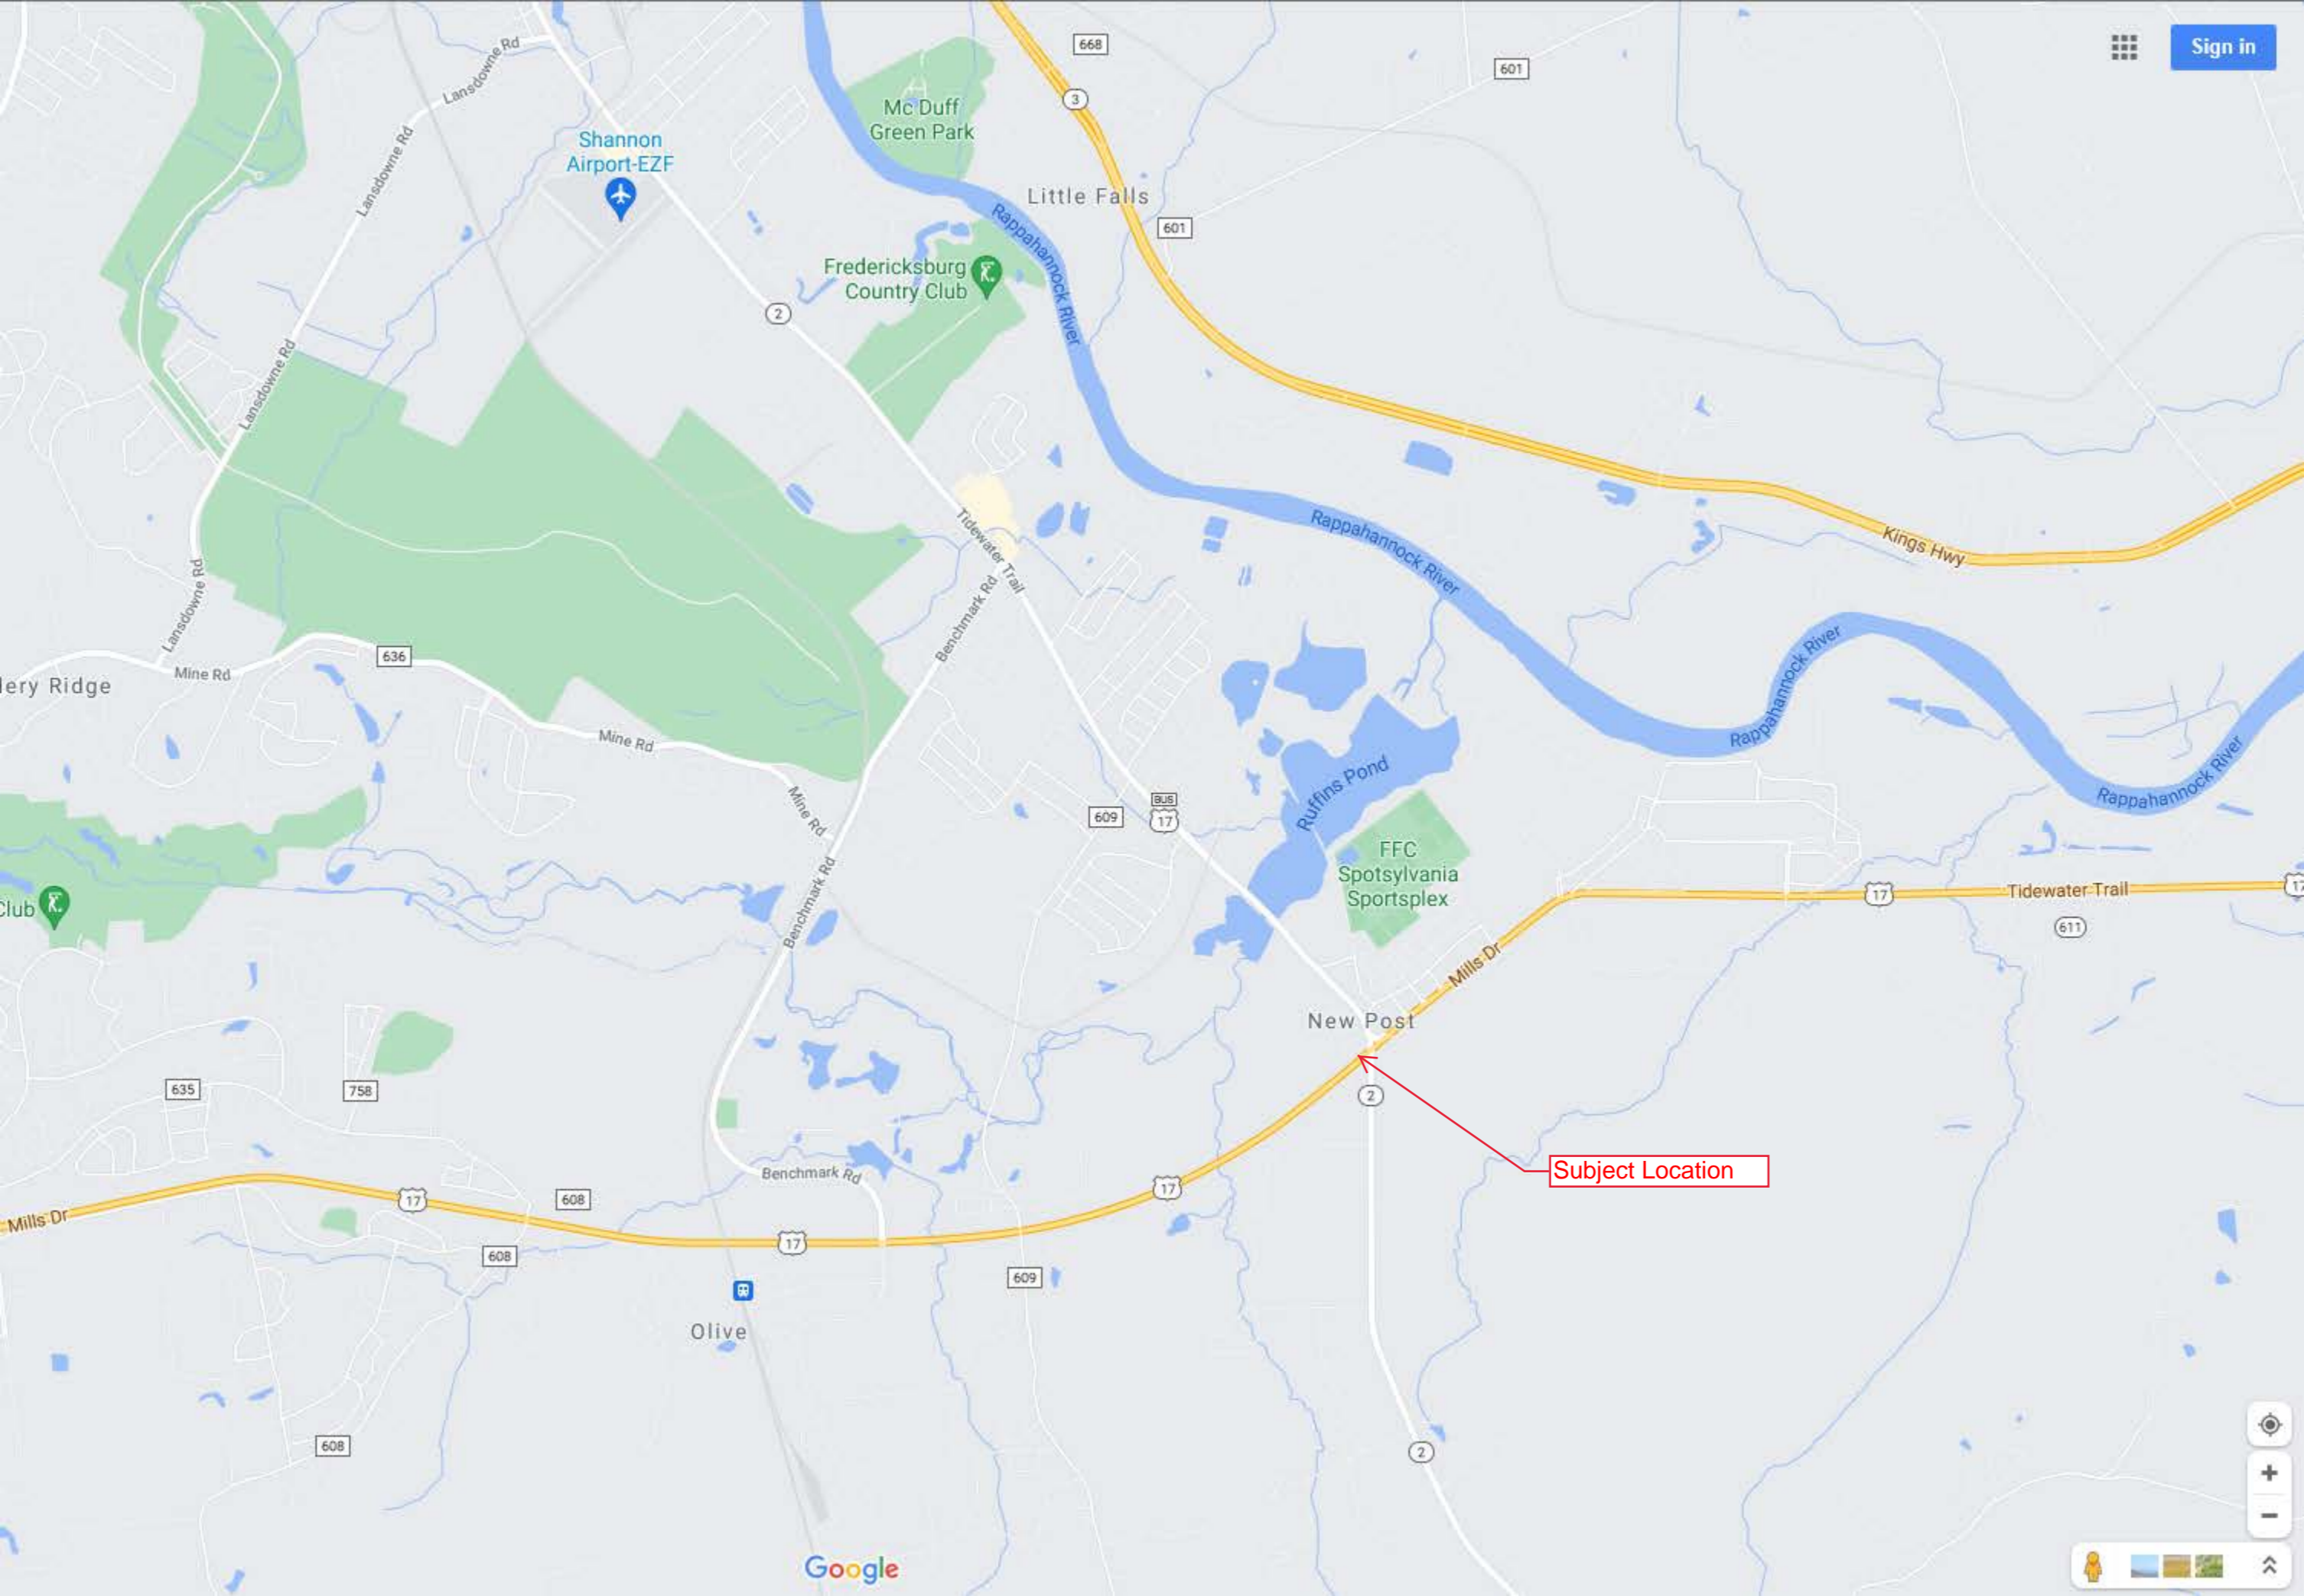 Lansdowne Rd
668
601
Sign in
Mc Duff
Green Park
3
Shannon
Airport-EZF
Lansdowne Rd
Little Falls
601
Rappahannock River
Fredericksburg
Country Club
2
Lansdowne Rd
Tidewater Trail
Rappahannock River
Kings Hwy
Lansdowne Rd
Benchmark Rd
636
Mine Rd
lery Ridge
Rappahannock River
Mine Rd
Ruffins Pond
Rappahannock River
Mine Rd
609
BUS
17
FFC
Spotsylvania
Sportsplex
Club
Benchmark Rd
17
Tidewater Trail
17
611
Mills Dr
New Post
635
758
2
Subject Location
Benchmark Rd
17
608
17
Mills Dr
17
608
609
Olive
608
2
Google